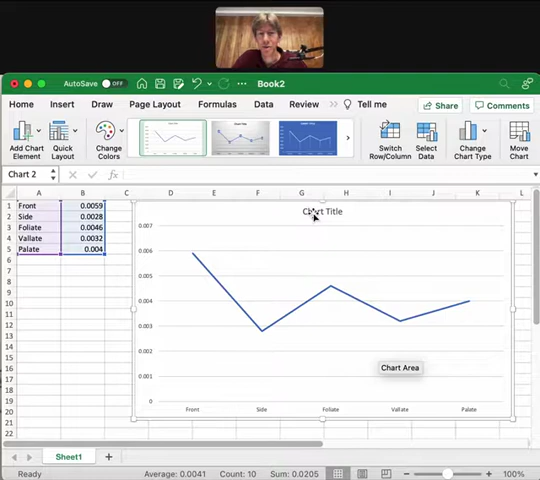 AutoSave OFF Book2
Home Insert Draw Page Layout Formulas Data Review >> Tell me Share Comments
Add Chart Element Quick Layout Change Colors Switch Row/Column Select Data Change Chart Type Move Chart
Chart 2 fx
A B C D E F G H I J K L
1 Front 0.0059
2 Side 0.0028
3 Foliate 0.0046
4 Vallate 0.0032
5 Palate 0.004
6
7
8
9
10
11
12
13
14
15
16
17
18
19
20
21
22
Chart Title
0.007
0.006
0.005
0.004
0.003
0.002
0.001
0
Chart Area
Front Side Foliate Vallate Palate
Sheet1 +
Ready Average: 0.0041 Count: 10 Sum: 0.0205 100%